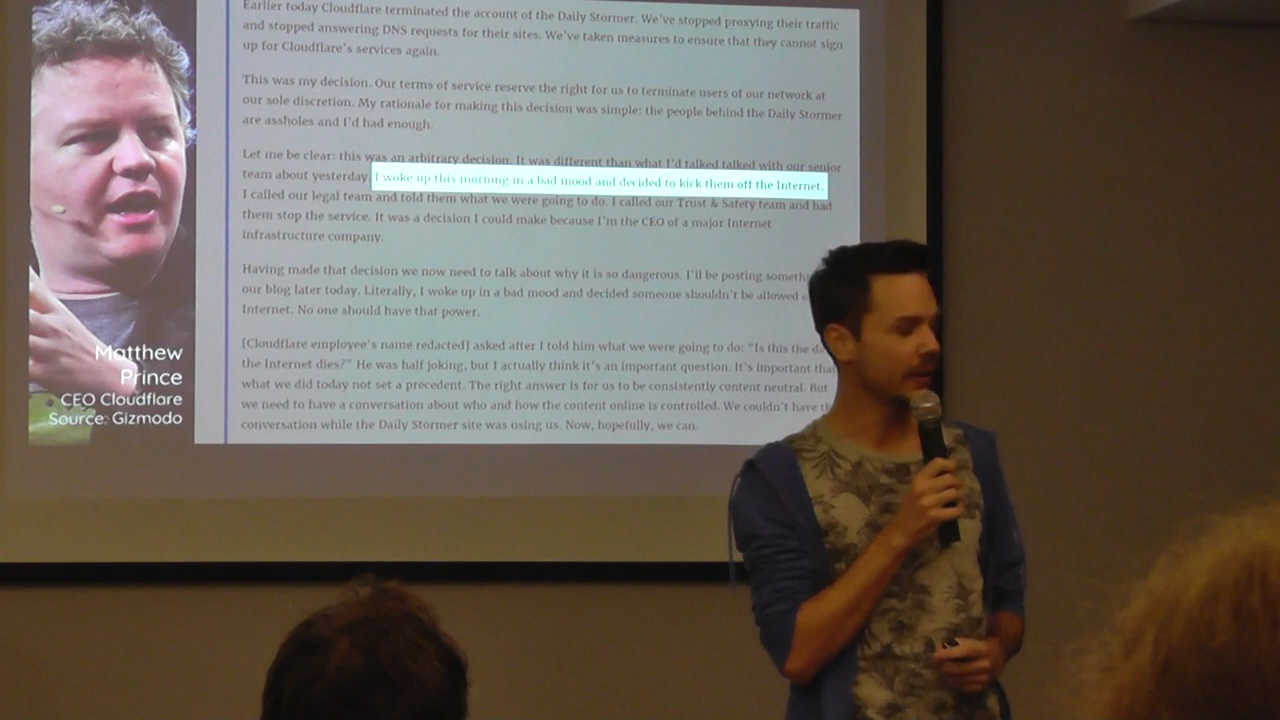 Earlier today Cloudflare terminated the account of the Daily Stormer. We've stopped proxying their traffic
and stopped answering DNS requests for their sites. We've taken measures to ensure that they cannot sign
up for Cloudflare's services again.
This was my decision. Our terms of service reserve the right for us to terminate users of our network at
our sole discretion. My rationale for making this decision was simple: the people behind the Daily Stormer
are assholes and I'd had enough.
Let me be clear: this was an arbitrary decision. It was different than what I'd talked talked with our senior
team about yesterday. I woke up this morning in a bad mood and decided to kick them off the Internet.
I called our legal team and told them what we were going to do. I called our Trust & Safety team and had
them stop the service. It was a decision I could make because I'm the CEO of a major Internet
infrastructure company.
Having made that decision we now need to talk about why it is so dangerous. I'll be posting
our blog later today. Literally, I woke up in a bad mood and decided someone shouldn't be allowed
Internet. No one should have that power.
[Cloudflare employee's name redacted] asked after I told him what we were going to do: "Is this the
the Internet dies?" He was half joking, but I actually think it's an important question. It's important that
what we did today not set a precedent. The right answer is for us to be consistently content neutral. But
we need to have a conversation about who and how the content online is controlled. We couldn't have
conversation while the Daily Stormer site was using us. Now, hopefully, we can.
Matthew
Prince
CEO Cloudflare
Source: Gizmodo